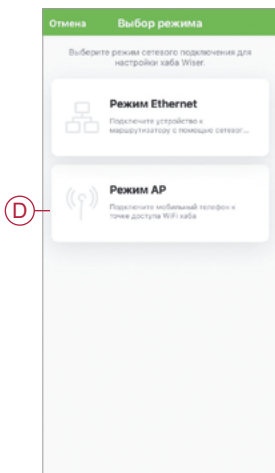 Отмена Выбор режима
Выберите режим сетевого подключения для
настройки хаба Wiser.
Режим Ethernet
Подключите устройство к
маршрутизатору с помощью сетевог...
D
Режим AP
Подключите мобильный телефон к
точке доступа WiFi хаба